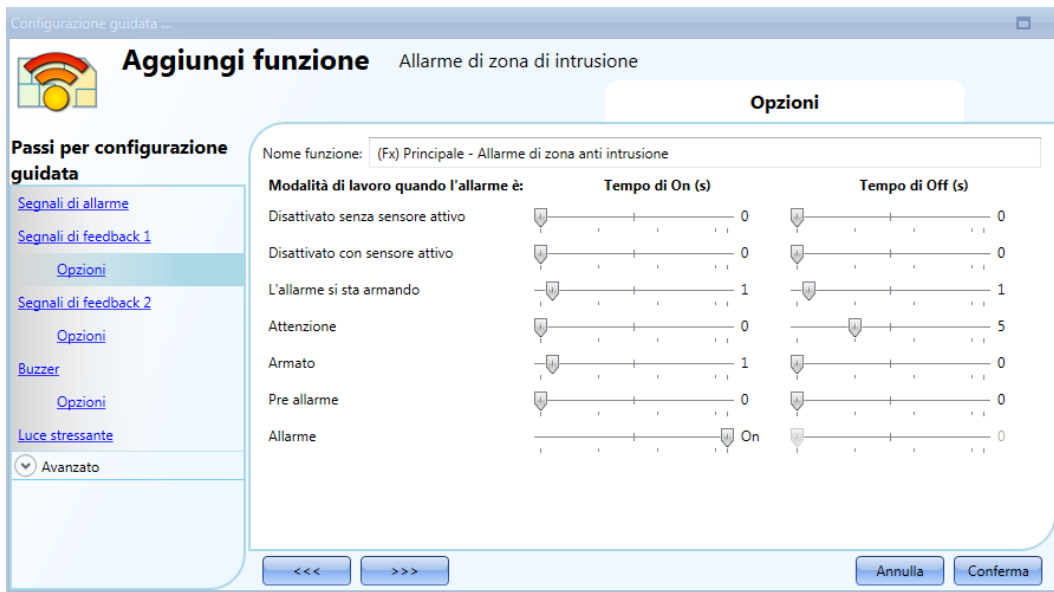 Configurazione guidata ...
Aggiungi funzione Allarme di zona di intrusione
Opzioni
Passi per configurazione guidata
Segnali di allarme
Segnali di feedback 1
Opzioni
Segnali di feedback 2
Opzioni
Buzzer
Opzioni
Luce stressante
Avanzato
Nome funzione: (Fx) Principale - Allarme di zona anti intrusione
Modalità di lavoro quando l'allarme è: Tempo di On (s) Tempo di Off (s)
Disattivato senza sensore attivo 0 0
Disattivato con sensore attivo 0 0
L'allarme si sta armando 1 1
Attenzione 0 5
Armato 1 0
Pre allarme 0 0
Allarme On 0
<<< >>> Annulla Conferma